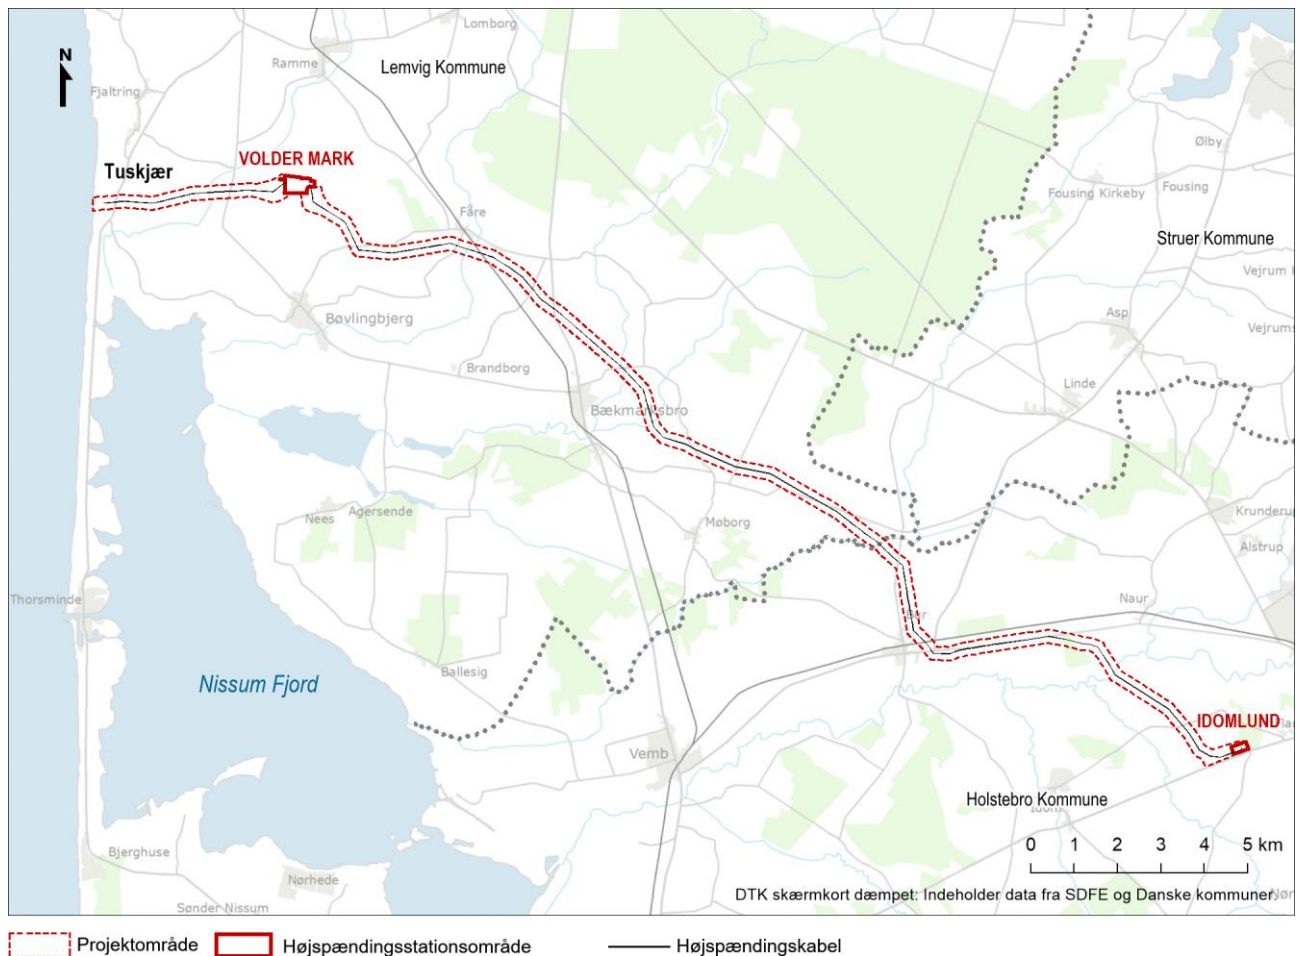 Lomborg
N
Ramme
Lemvig Kommune
Fjaltring
Ølby
Tuskjær
VOLDER MARK
Fousing Kirkeby
Fousing
Fåre
Struer Kommune
Vejrum K
Bøvlingbjerg
Asp
Vejrums
Brandborg
Linde
Bækmarksbro
Nees
Agersende
Møborg
Krunderup
Alstrup
Thorsminde
Naur
Ballesig
Nissum Fjord
IDOMLUND
Vemb
Holstebro Kommune
Idom
Bjerghuse
0 1 2 3 4 5 km
Nørhede
DTK skærmkort dæmpet: Indeholder data fra SDFE og Danske kommuner.
Sønder Nissum
Projektområde
Højspændingsstationsområde
Højspændingskabel